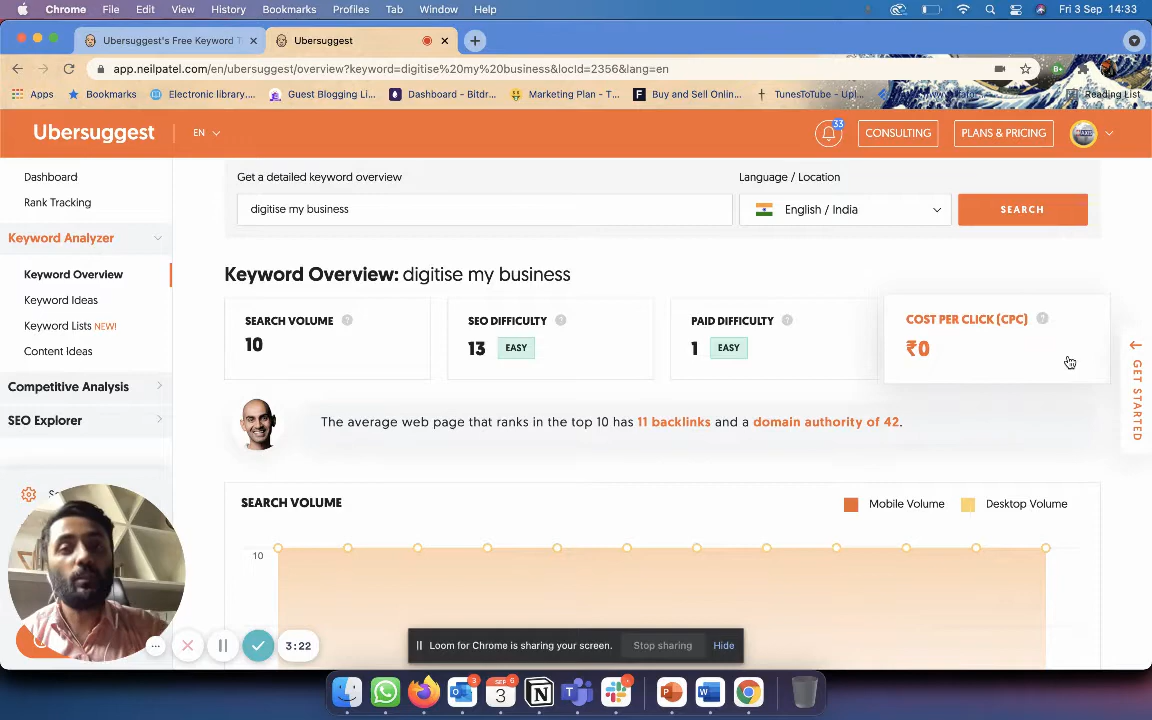 Chrome File Edit View History Bookmarks Profiles Tab Window Help Fri 3 Sep 14:33
Ubersuggest's Free Keyword T
Ubersuggest
app.neilpatel.com/en/ubersuggest/overview?keyword=digitise%20my%20business&locId=2356&lang=en
Apps Bookmarks Electronic library.... Guest Blogging Li... Dashboard - Bitdr... Marketing Plan - T... Buy and Sell Onlin... TunesToTube - Upl... Reading List
Ubersuggest EN 33 CONSULTING PLANS & PRICING
Dashboard
Rank Tracking
Keyword Analyzer
Keyword Overview
Keyword Ideas
Keyword Lists NEW!
Content Ideas
Competitive Analysis
SEO Explorer
Get a detailed keyword overview Language / Location
digitise my business English / India SEARCH
Keyword Overview: digitise my business
SEARCH VOLUME ?
10
SEO DIFFICULTY ?
13 EASY
PAID DIFFICULTY ?
1 EASY
COST PER CLICK (CPC) ?
₹0
GET STARTED
The average web page that ranks in the top 10 has 11 backlinks and a domain authority of 42.
SEARCH VOLUME Mobile Volume Desktop Volume
10
3:22
Loom for Chrome is sharing your screen. Stop sharing Hide
3 SEP 6
3